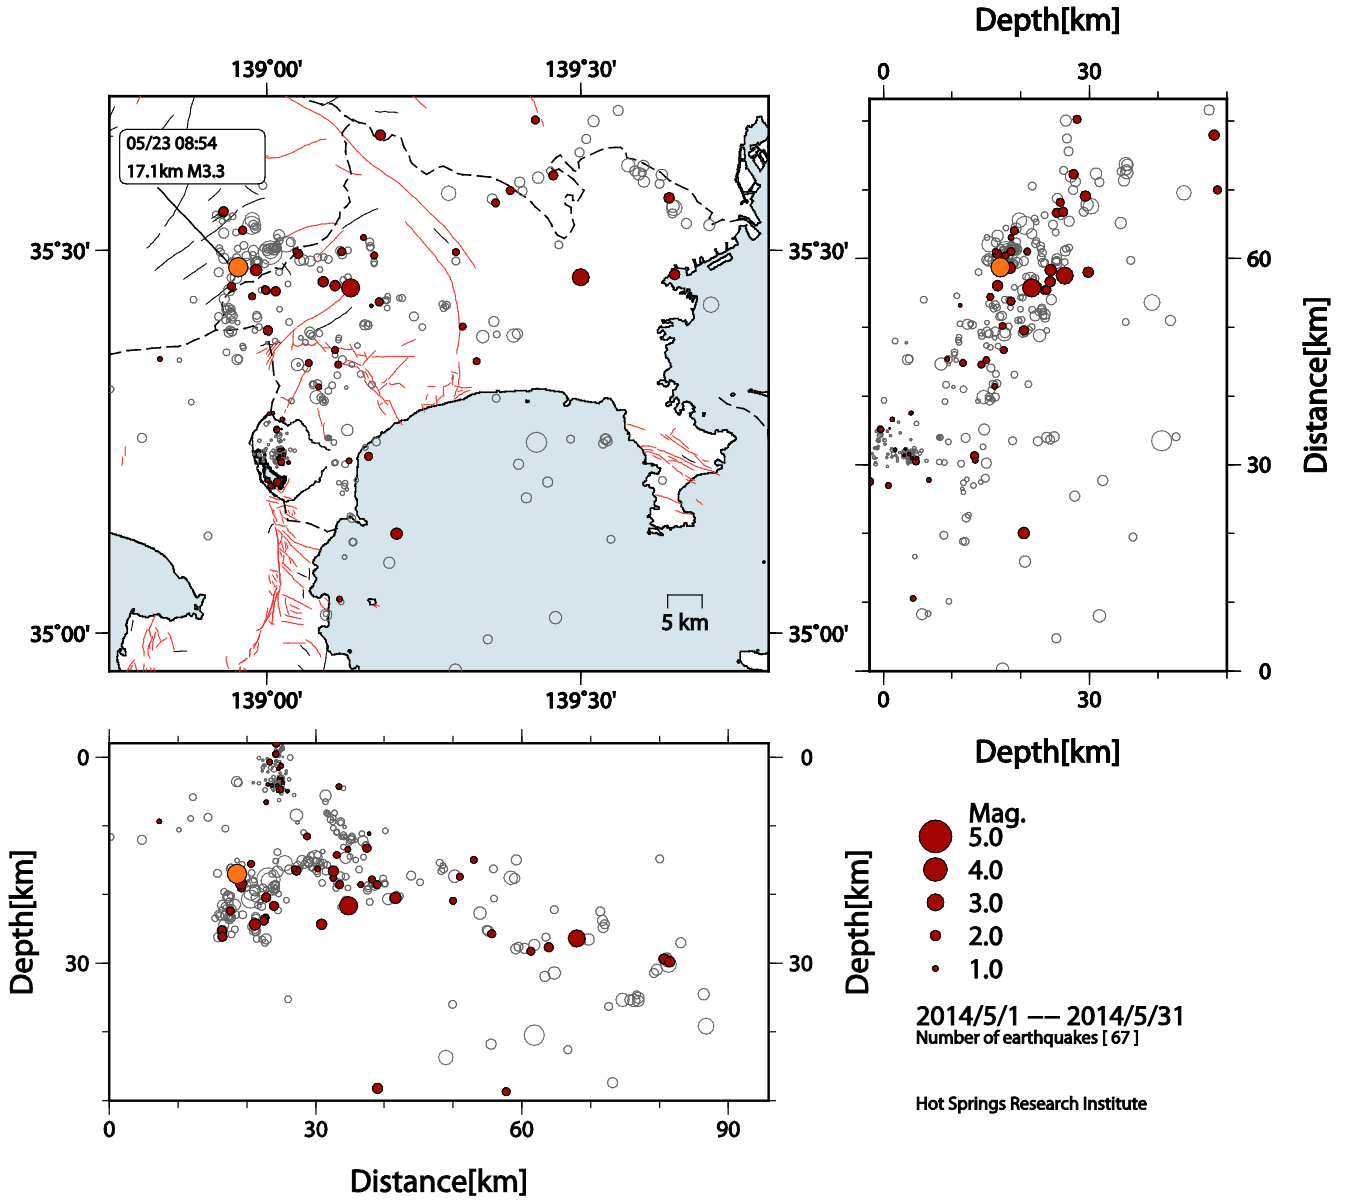 Depth[km]
0 30
139°00' 139°30'
05/23 08:54
17.1km M3.3
35°30' 35°30'
60
30
0
Distance[km]
5 km
35°00' 35°00'
139°00' 139°30'
0 30
Depth[km]
0 0
30 30
Depth[km]
Depth[km]
0 30 60 90
Distance[km]
Mag.
5.0
4.0
3.0
2.0
1.0
2014/5/1 −− 2014/5/31
Number of earthquakes [ 67 ]
Hot Springs Research Institute